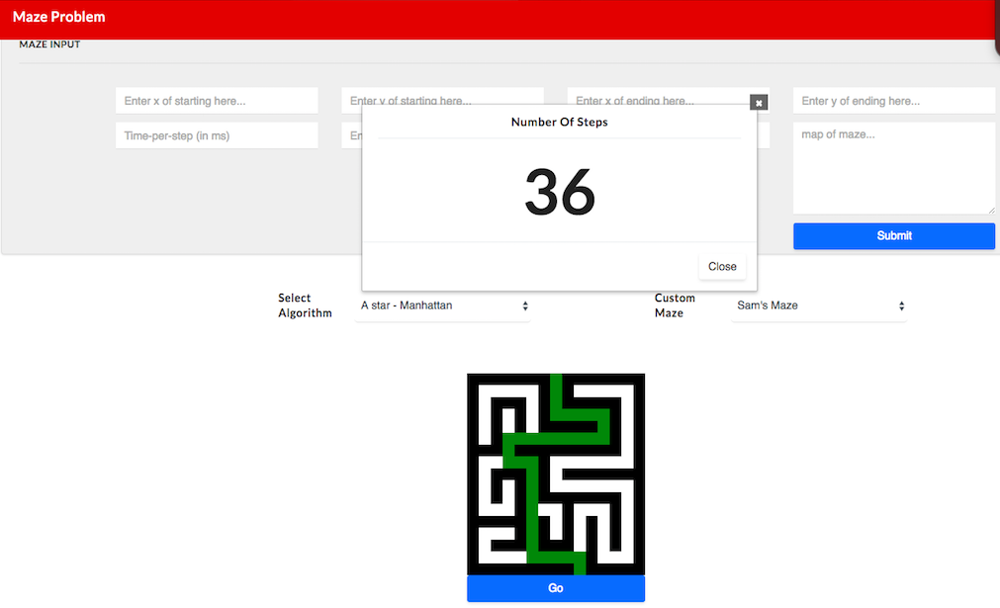 Maze Problem
MAZE INPUT
Enter x of starting here...
Enter y of starting here...
Enter x of ending here...
Enter y of ending here...
Time-per-step (in ms)
En
map of maze...
Number Of Steps
36
Close
Submit
Select
Algorithm
A star - Manhattan
Custom
Maze
Sam's Maze
Go